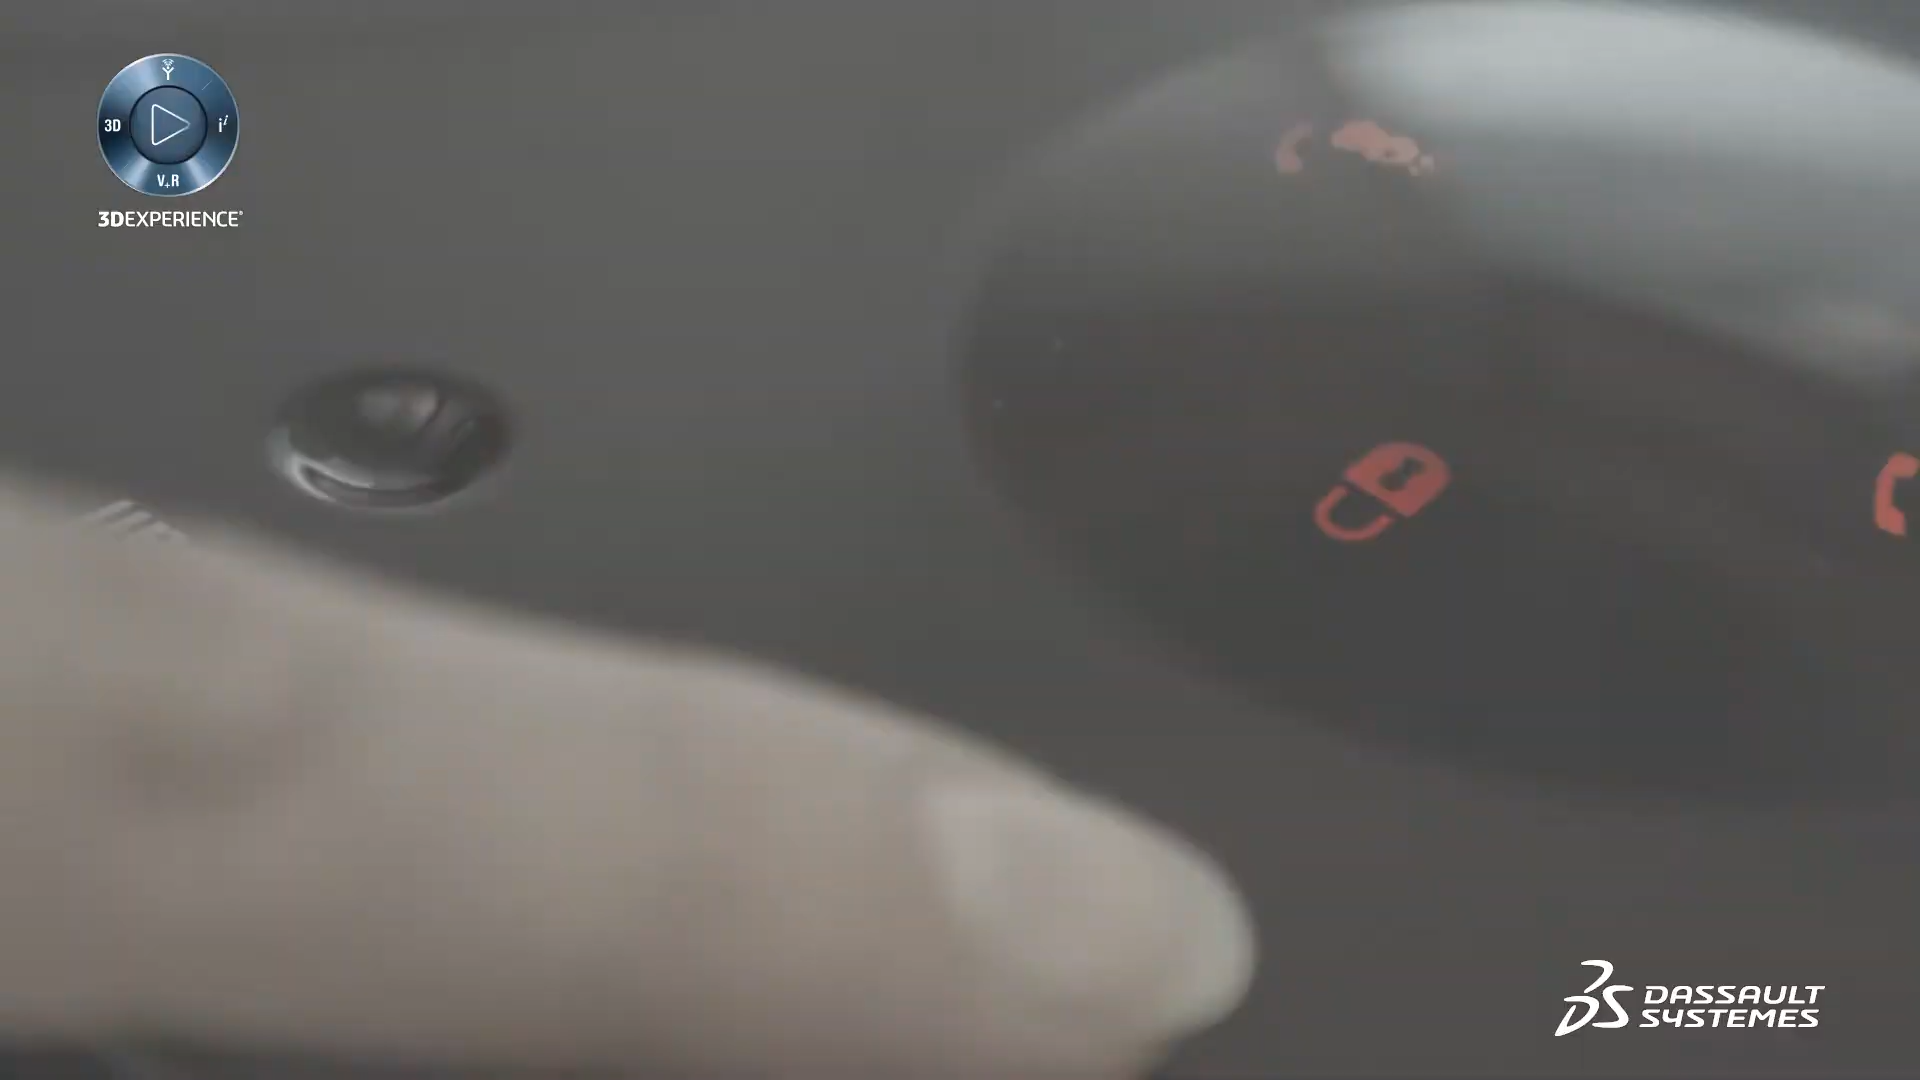 3D
i i
V+R
3DEXPERIENCE®
DASSAULT
SYSTEMES